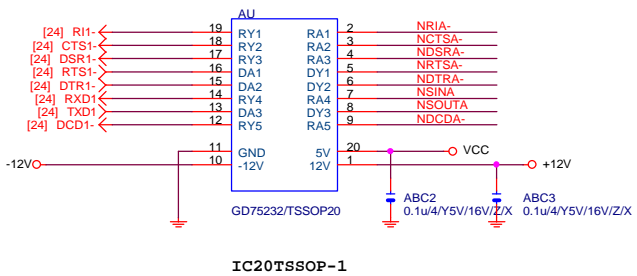 AU
[24] RI1- 19 RY1 RA1 2 NRIA-
[24] CTS1- 18 RY2 RA2 3 NCTSA-
[24] DSR1- 17 RY3 RA3 4 NDSRA-
[24] RTS1- 16 DA1 DY1 5 NRTSA-
[24] DTR1- 15 DA2 DY2 6 NDTRA-
[24] RXD1 14 RY4 RA4 7 NSINA
[24] TXD1 13 DA3 DY3 8 NSOUTA
[24] DCD1- 12 RY5 RA5 9 NDCDA-
11 GND 5V 20 VCC
-12V 10 -12V 12V 1 +12V
ABC2 ABC3
GD75232/TSSOP20 0.1u/4/Y5V/16V/Z/X 0.1u/4/Y5V/16V/Z/X
IC20TSSOP-1